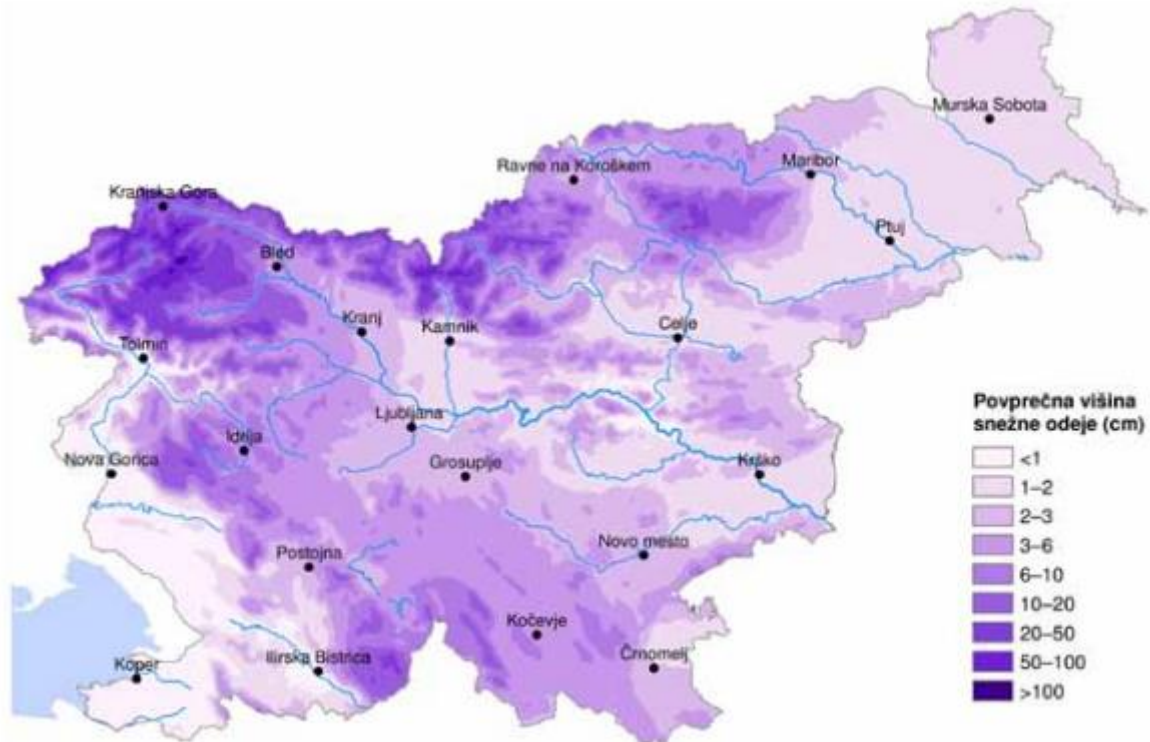 Murska Sobota
Ravne na Koroškem
Maribor
Kranjska Gora
Ptuj
Bled
Kranj
Kamnik
Celje
Tolmin
Ljubljana
Idrija
Nova Gorica
Grosuplje
Krško
Postojna
Novo mesto
Kočevje
Koper
Ilirska Bistrica
Črnomelj
Povprečna višina
snežne odeje (cm)
<1
1–2
2–3
3–6
6–10
10–20
20–50
50–100
>100